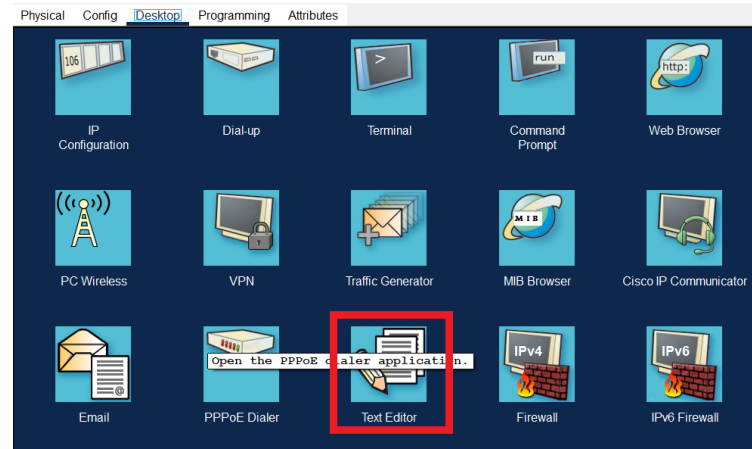 Physical Config Desktop Programming Attributes
106
>
run
http:
IP
Configuration
Dial-up
Terminal
Command
Prompt
Web Browser
MIB
PC Wireless
VPN
Traffic Generator
MIB Browser
Cisco IP Communicator
Open the PPPoE dialer application.
@
IPv4
IPv6
Email
PPPoE Dialer
Text Editor
Firewall
IPv6 Firewall